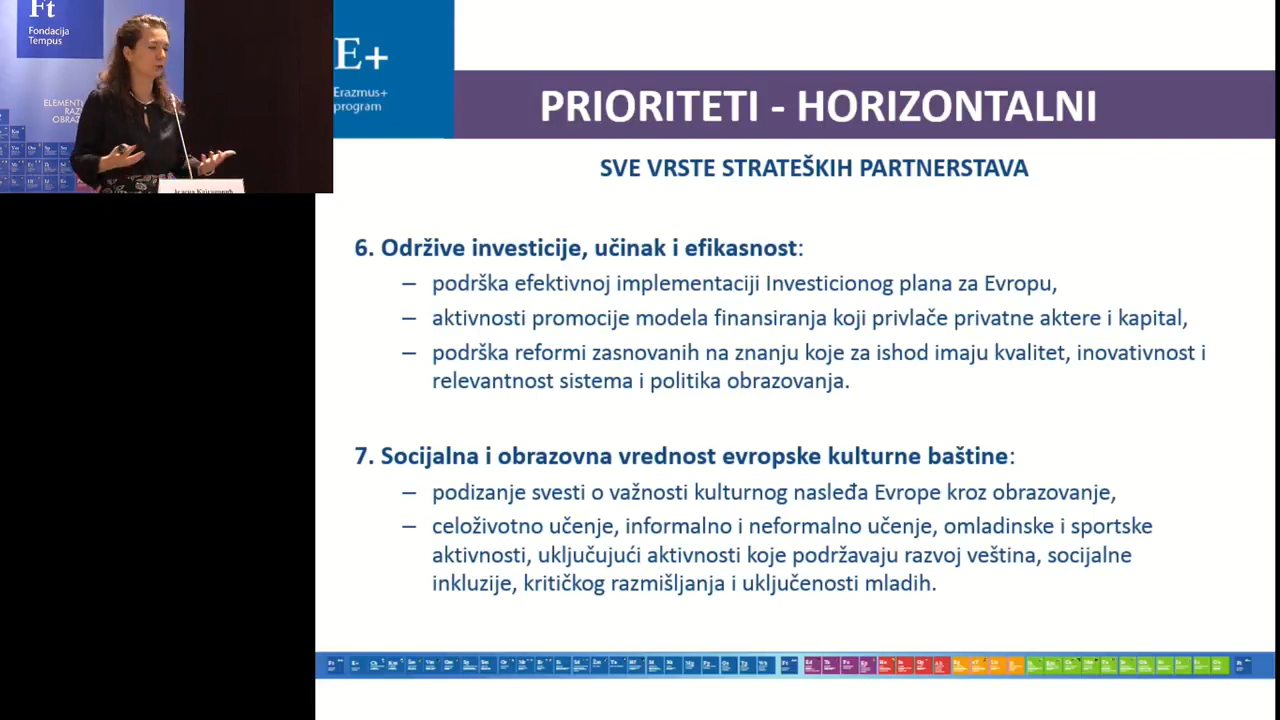 Ft
Fondacija
Tempus
E+
Erasmus+
program
PRIORITETI - HORIZONTALNI
SVE VRSTE STRATEŠKIH PARTNERSTAVA
6. Održive investicije, učinak i efikasnost:
– podrška efektivnoj implementaciji Investicionog plana za Evropu,
– aktivnosti promocije modela finansiranja koji privlače privatne aktere i kapital,
– podrška reformi zasnovanih na znanju koje za ishod imaju kvalitet, inovativnost i
relevantnost sistema i politika obrazovanja.
7. Socijalna i obrazovna vrednost evropske kulturne baštine:
– podizanje svesti o važnosti kulturnog nasleđa Evrope kroz obrazovanje,
– celoživotno učenje, informalno i neformalno učenje, omladinske i sportske
aktivnosti, uključujući aktivnosti koje podržavaju razvoj veština, socijalne
inkluzije, kritičkog razmišljanja i uključenosti mladih.